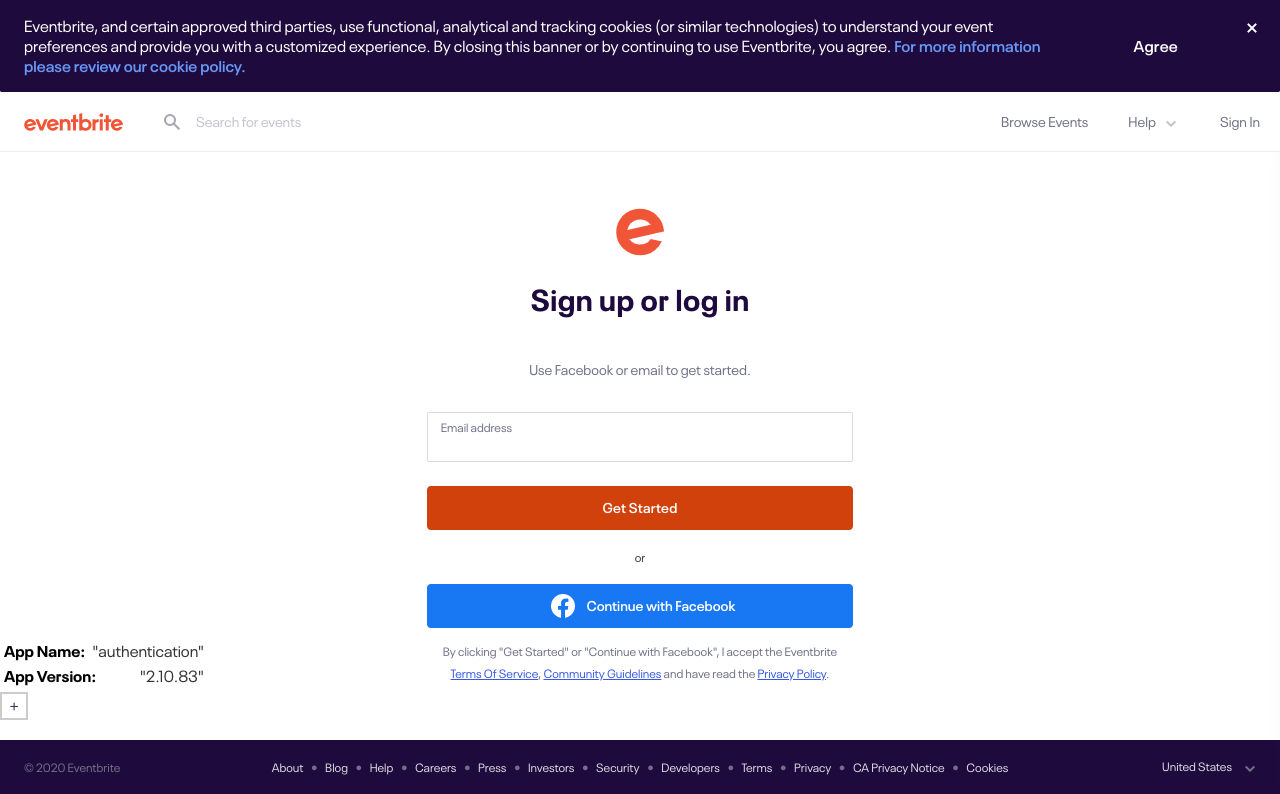 Eventbrite, and certain approved third parties, use functional, analytical and tracking cookies (or similar technologies) to understand your event
preferences and provide you with a customized experience. By closing this banner or by continuing to use Eventbrite, you agree. For more information
please review our cookie policy.
Agree
eventbrite
Search for events
Browse Events
Help
Sign In
e
Sign up or log in
Use Facebook or email to get started.
Email address
Get Started
or
Continue with Facebook
By clicking "Get Started" or "Continue with Facebook", I accept the Eventbrite
Terms Of Service, Community Guidelines and have read the Privacy Policy.
App Name: "authentication"
App Version: "2.10.83"
+
© 2020 Eventbrite
About • Blog • Help • Careers • Press • Investors • Security • Developers • Terms • Privacy • CA Privacy Notice • Cookies
United States